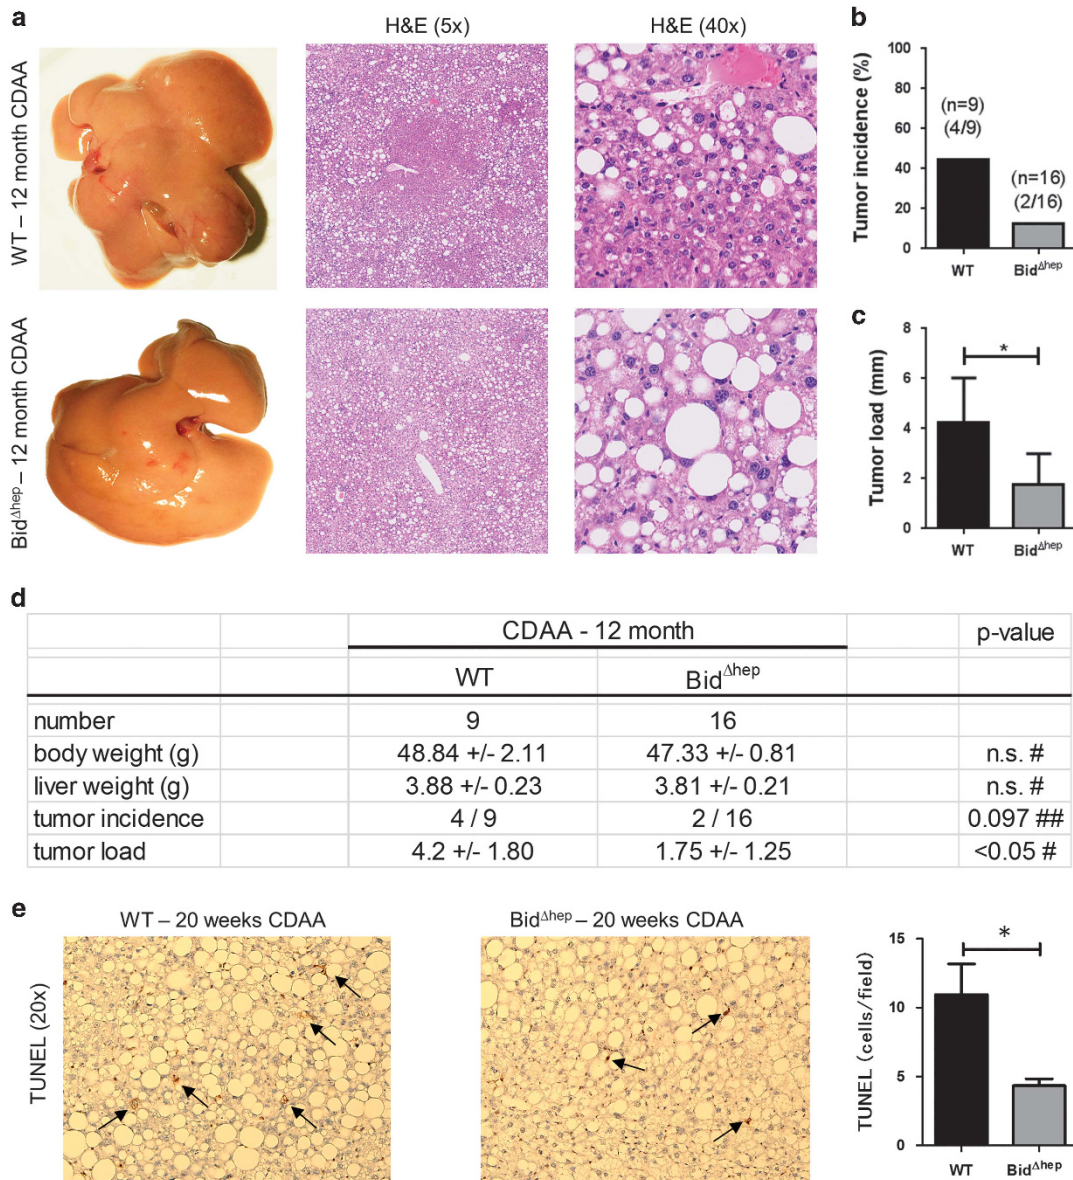 a
H&E (5x)
H&E (40x)
WT – 12 month CDAA
Bid^Δhep – 12 month CDAA
b
Tumor incidence (%)
100
80
60
40
20
0
(n=9)
(4/9)
(n=16)
(2/16)
WT
Bid^Δhep
c
Tumor load (mm)
8
6
4
2
0
*
WT
Bid^Δhep
d
CDAA - 12 month p-value
WT Bid^Δhep
number 9 16
body weight (g) 48.84 +/- 2.11 47.33 +/- 0.81 n.s. #
liver weight (g) 3.88 +/- 0.23 3.81 +/- 0.21 n.s. #
tumor incidence 4 / 9 2 / 16 0.097 ##
tumor load 4.2 +/- 1.80 1.75 +/- 1.25 <0.05 #
e
WT – 20 weeks CDAA
Bid^Δhep – 20 weeks CDAA
TUNEL (20x)
TUNEL (cells/field)
15
10
5
0
*
WT
Bid^Δhep